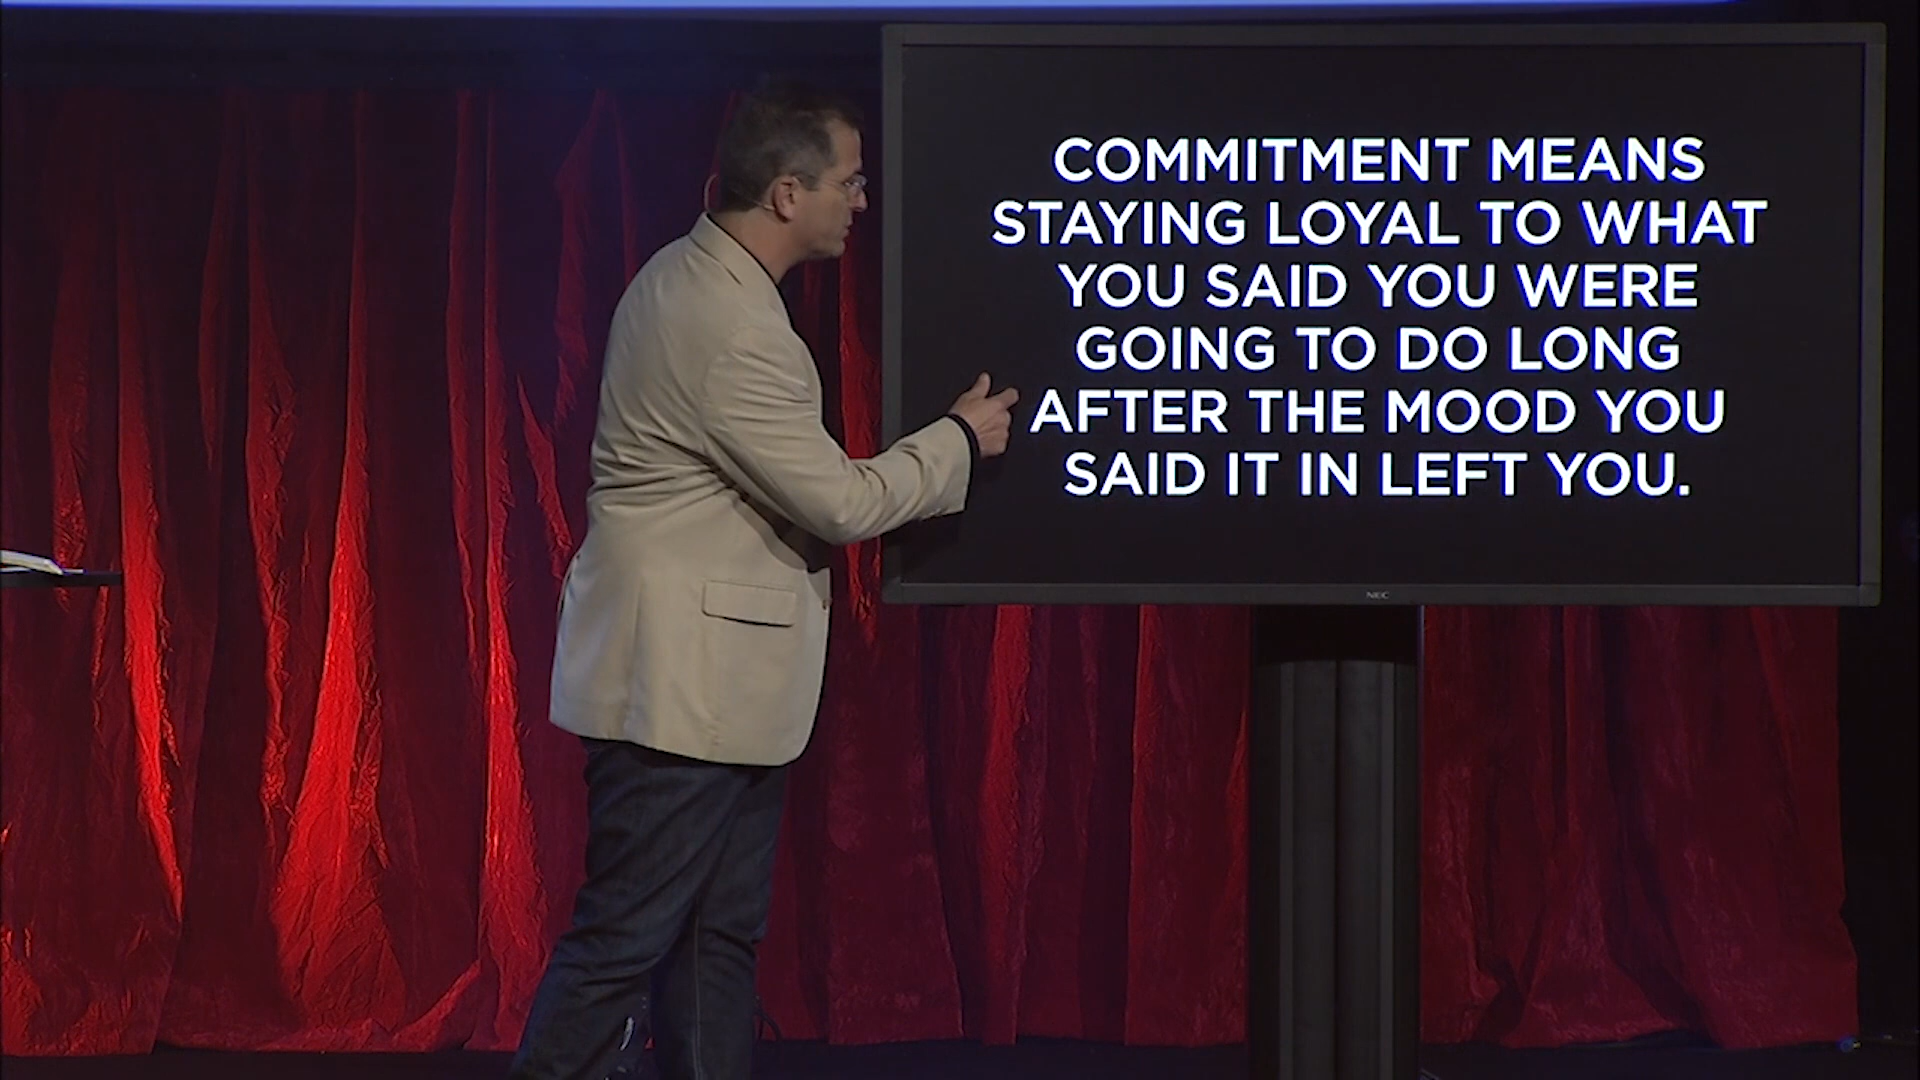 COMMITMENT MEANS
STAYING LOYAL TO WHAT
YOU SAID YOU WERE
GOING TO DO LONG
AFTER THE MOOD YOU
SAID IT IN LEFT YOU.
NEC